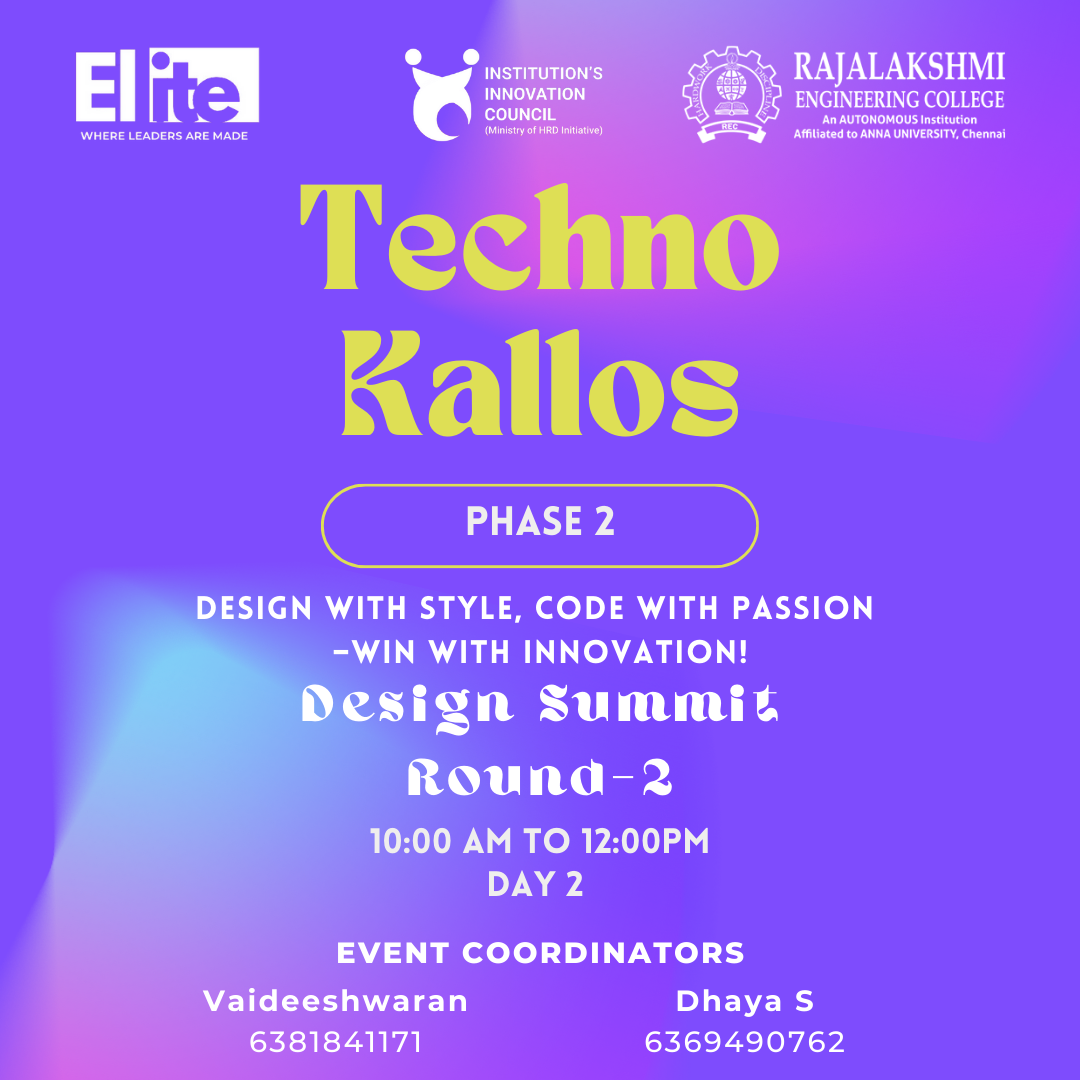 Elite
WHERE LEADERS ARE MADE
INSTITUTION'S
INNOVATION
COUNCIL
(Ministry of HRD Initiative)
HARDWORK
DISCIPLINE
REC
RAJALAKSHMI
ENGINEERING COLLEGE
An AUTONOMOUS Institution
Affiliated to ANNA UNIVERSITY, Chennai
Techno
Kallos
PHASE 2
DESIGN WITH STYLE, CODE WITH PASSION
-WIN WITH INNOVATION!
Design Summit
Round-2
10:00 AM TO 12:00PM
DAY 2
EVENT COORDINATORS
Vaideeshwaran
6381841171
Dhaya S
6369490762